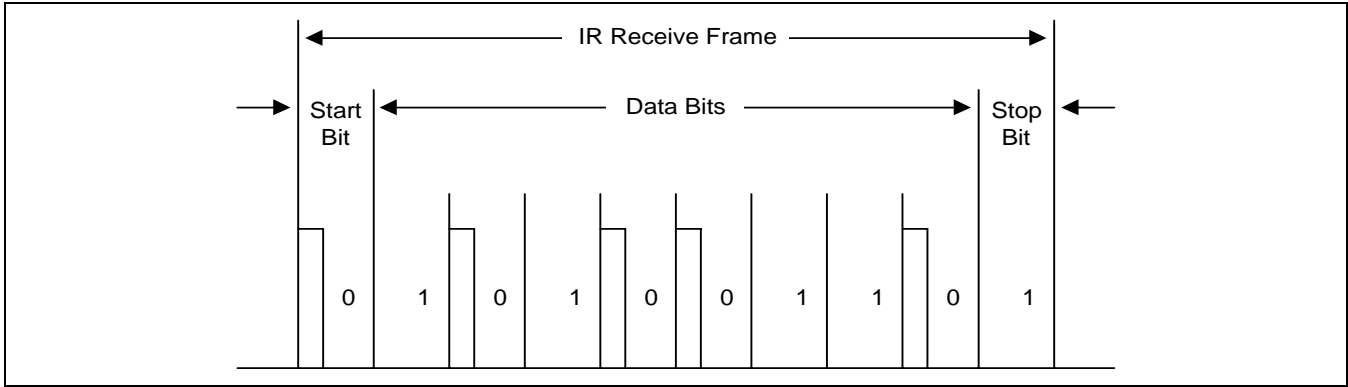 IR Receive Frame
Start Bit
Data Bits
Stop Bit
0 1 0 1 0 0 1 1 0 1